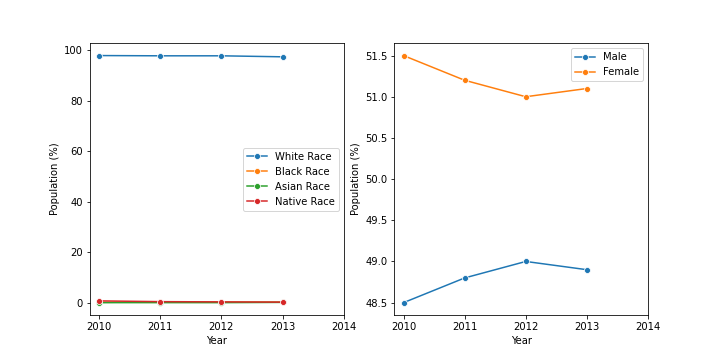 100
80
60
40
20
0
Population (%)
2010 2011 2012 2013 2014
Year
White Race
Black Race
Asian Race
Native Race
51.5
51.0
50.5
50.0
49.5
49.0
48.5
Population (%)
2010 2011 2012 2013 2014
Year
Male
Female